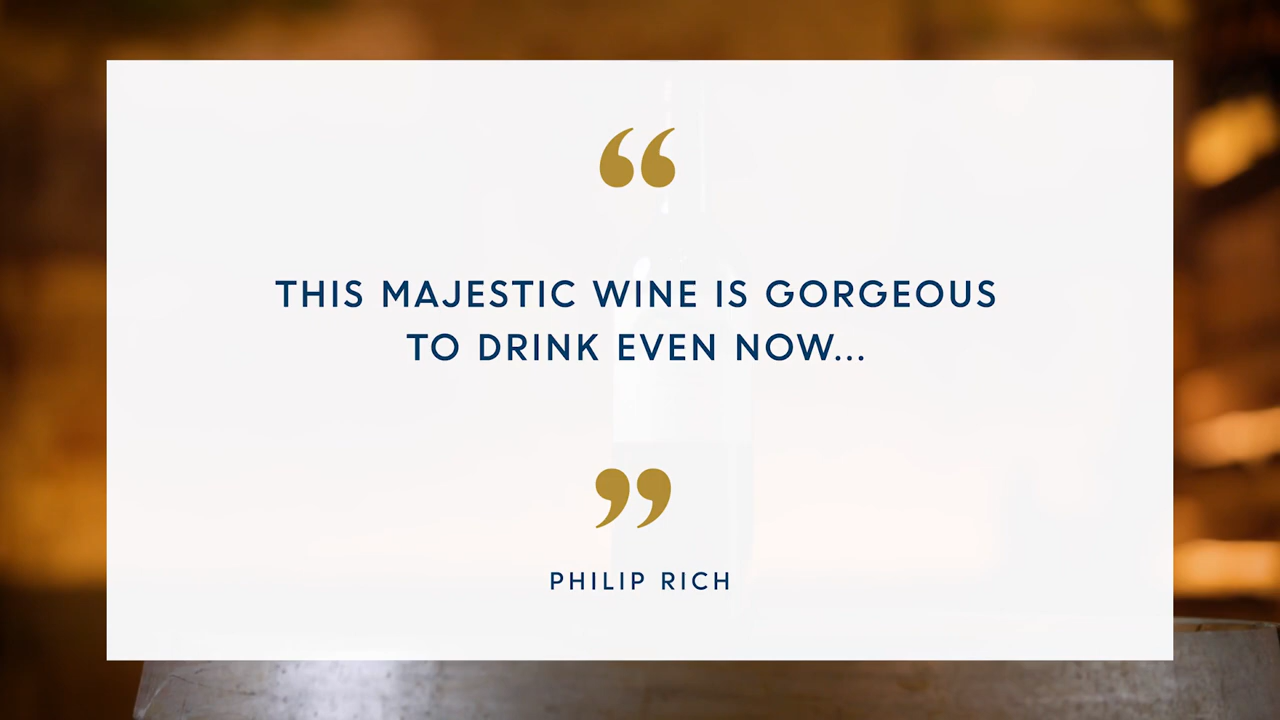 “
THIS MAJESTIC WINE IS GORGEOUS
TO DRINK EVEN NOW...
”
PHILIP RICH